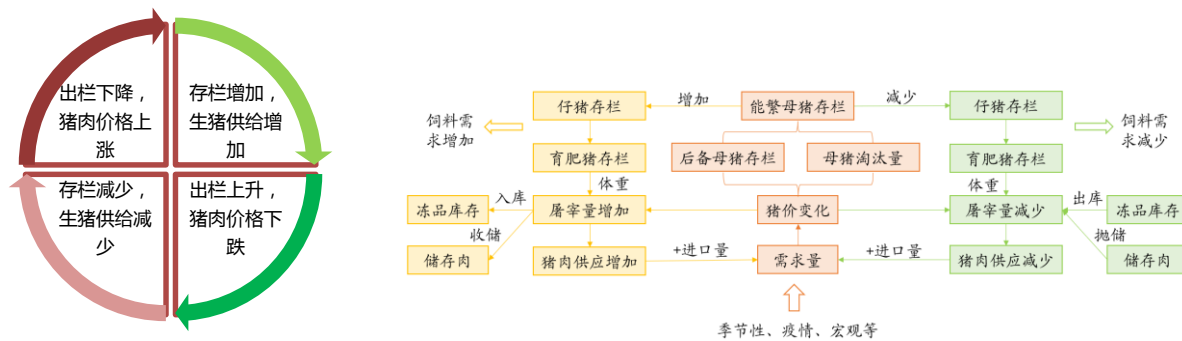 出栏下降，
猪肉价格上
涨
存栏增加，
生猪供给增
加
存栏减少，
生猪供给减
少
出栏上升，
猪肉价格下
跌
仔猪存栏
增加
能繁母猪存栏
减少
仔猪存栏
饲料需
求增加
饲料需
求减少
育肥猪存栏
后备母猪存栏
母猪淘汰量
育肥猪存栏
体重
体重
冻品库存
入库
屠宰量增加
猪价变化
屠宰量减少
出库
冻品库存
收储
抛储
储存肉
猪肉供应增加
+进口量
需求量
+进口量
猪肉供应减少
储存肉
季节性、疫情、宏观等